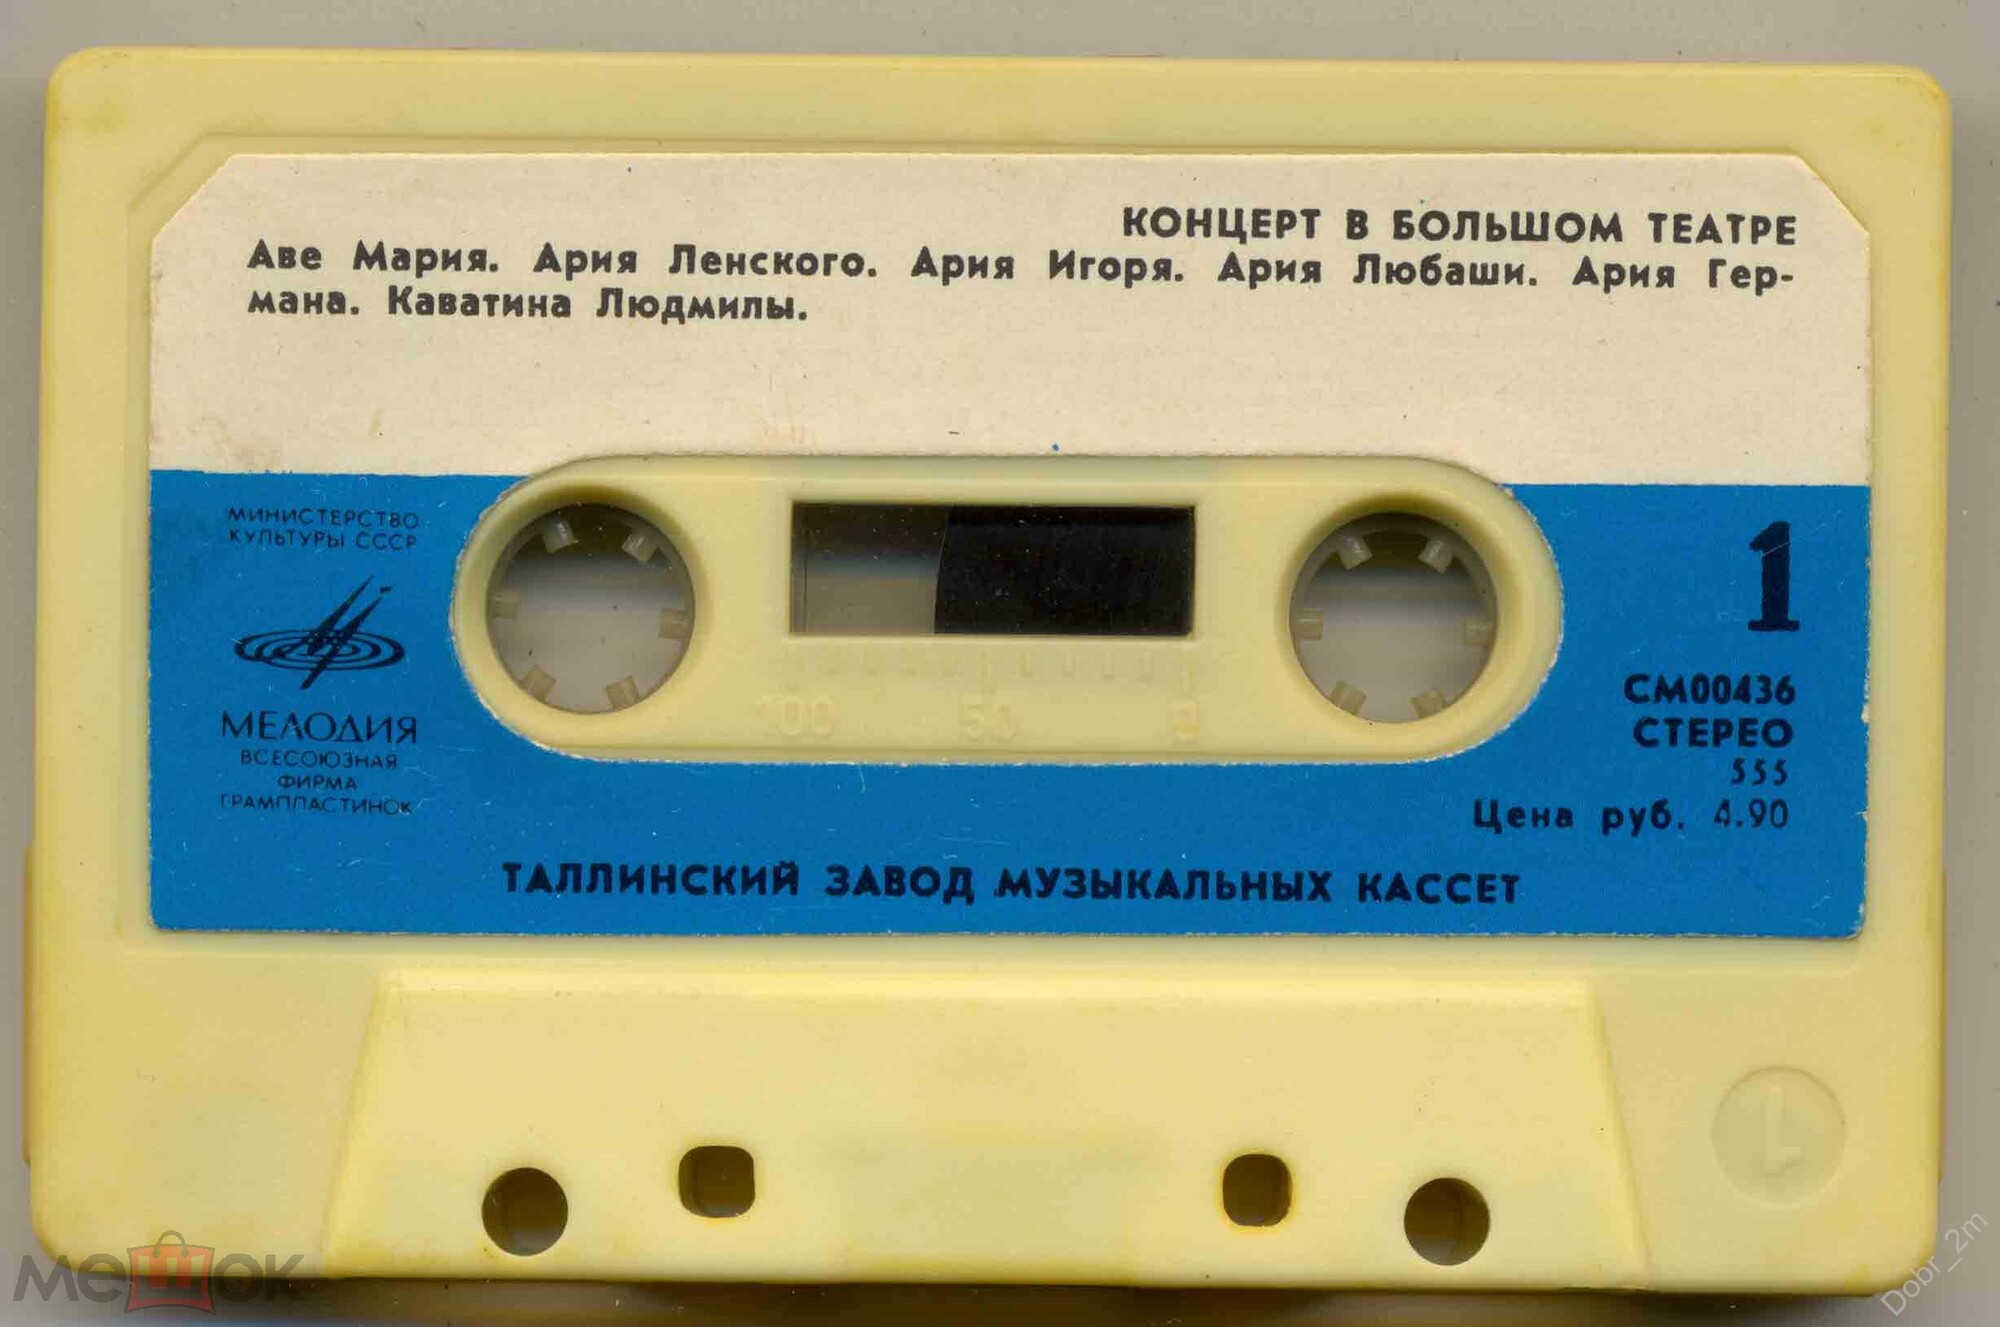 КОНЦЕРТ В БОЛЬШОМ ТЕАТРЕ
Аве Мария. Ария Ленского. Ария Игоря. Ария Любаши. Ария Гер-
мана. Каватина Людмилы.
МИНИСТЕРСТВО
КУЛЬТУРЫ СССР
МЕЛОДИЯ
ВСЕСОЮЗНАЯ
ФИРМА
ГРАМПЛАСТИНОК
100 50 0
1
СМ00436
СТЕРЕО
555
Цена руб. 4.90
ТАЛЛИНСКИЙ ЗАВОД МУЗЫКАЛЬНЫХ КАССЕТ
1
мешок
Dobr_2m